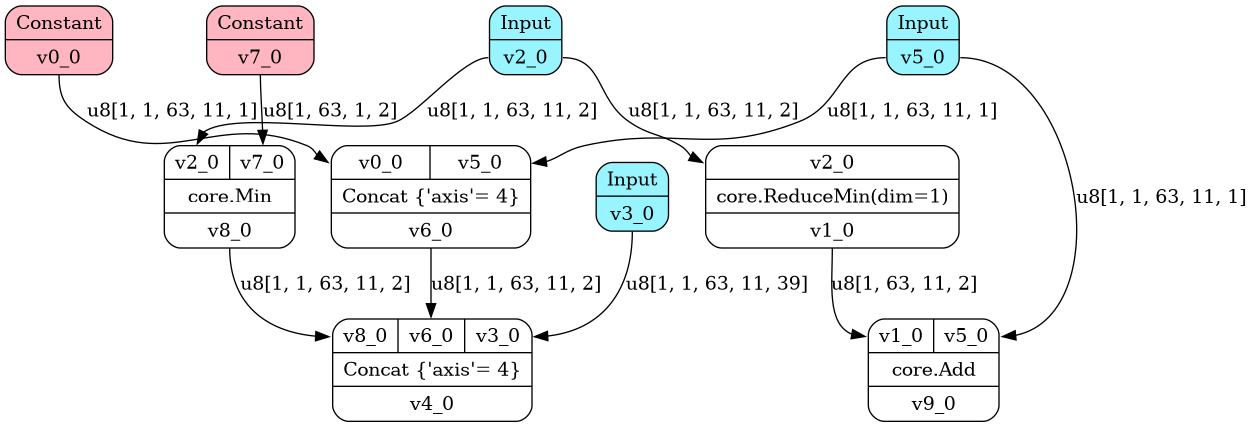 Constant
v0_0
Constant
v7_0
Input
v2_0
Input
v5_0
u8[1, 1, 63, 11, 1]
u8[1, 63, 1, 2]
u8[1, 1, 63, 11, 2]
u8[1, 1, 63, 11, 2]
u8[1, 1, 63, 11, 1]
v2_0 v7_0
core.Min
v8_0
v0_0 v5_0
Concat {'axis'= 4}
v6_0
Input
v3_0
v2_0
core.ReduceMin(dim=1)
v1_0
u8[1, 1, 63, 11, 1]
u8[1, 1, 63, 11, 2]
u8[1, 1, 63, 11, 2]
u8[1, 1, 63, 11, 39]
u8[1, 63, 11, 2]
v8_0 v6_0 v3_0
Concat {'axis'= 4}
v4_0
v1_0 v5_0
core.Add
v9_0